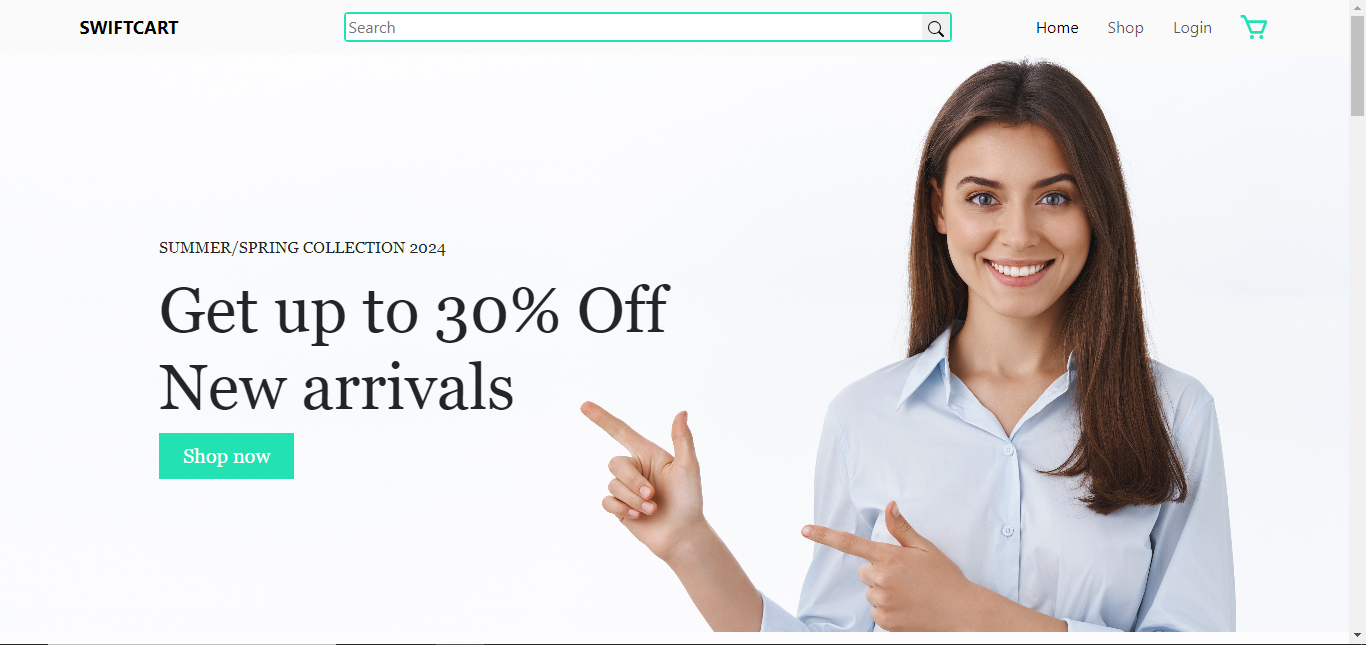 SWIFTCART
Search
Home
Shop
Login
SUMMER/SPRING COLLECTION 2024
Get up to 30% Off
New arrivals
Shop now